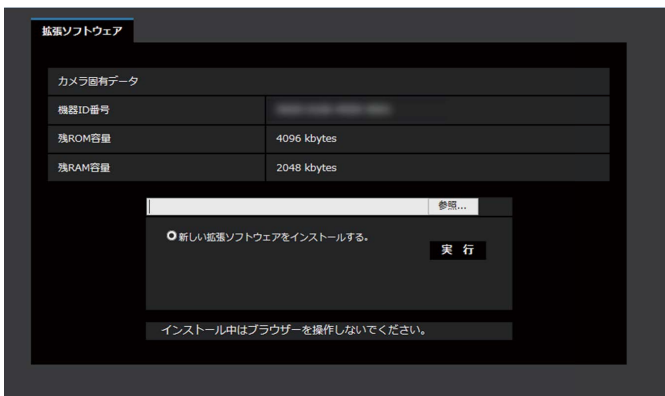 拡張ソフトウェア
カメラ固有データ
機器ID番号
残ROM容量 4096 kbytes
残RAM容量 2048 kbytes
参照...
新しい拡張ソフトウェアをインストールする。
実 行
インストール中はブラウザーを操作しないでください。